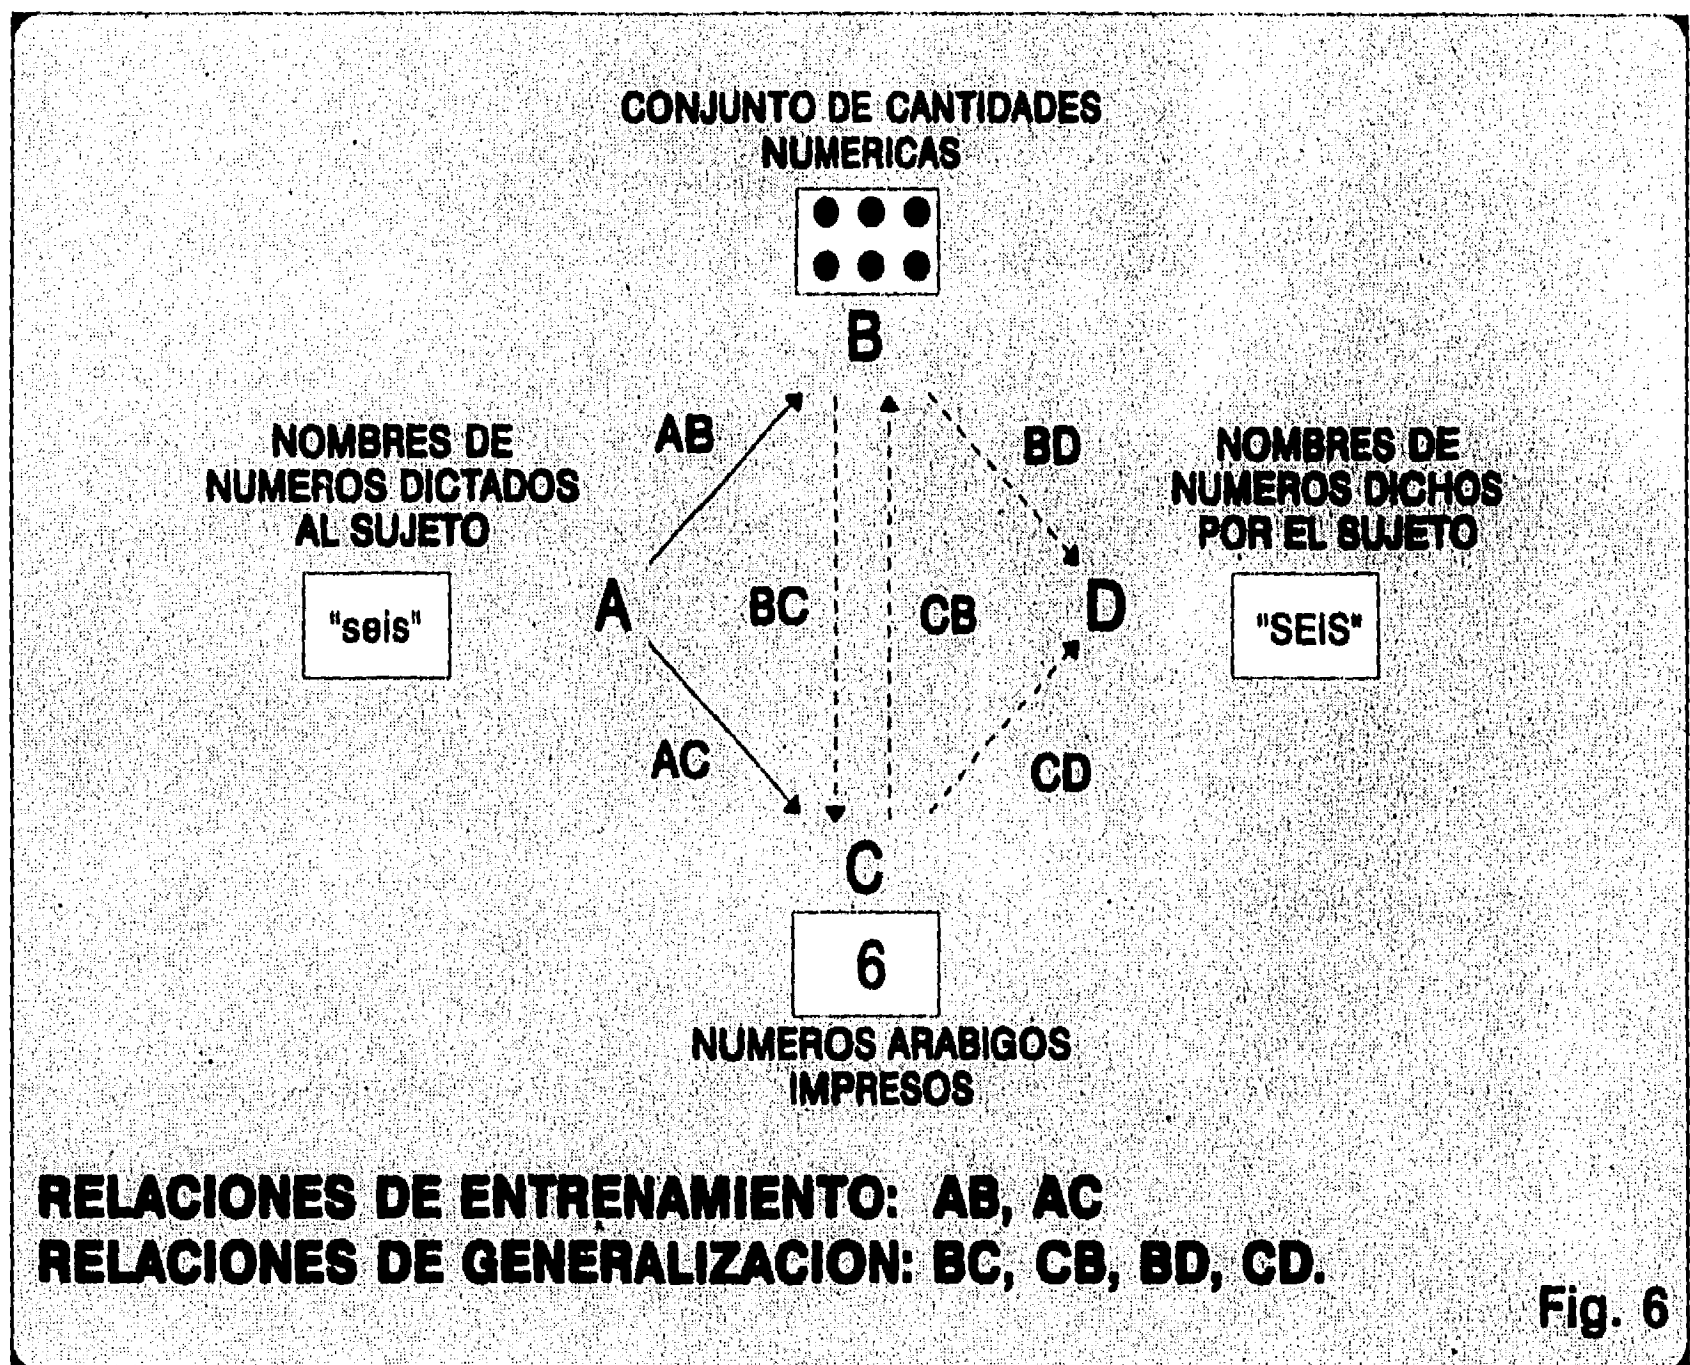 CONJUNTO DE CANTIDADES
NUMERICAS
B
NOMBRES DE
NUMEROS DICTADOS
AL SUJETO
"seis"
A
AB
AC
BC
CB
BD
CD
D
NOMBRES DE
NUMEROS DICHOS
POR EL SUJETO
"SEIS"
C
6
NUMEROS ARABIGOS
IMPRESOS
RELACIONES DE ENTRENAMIENTO: AB, AC
RELACIONES DE GENERALIZACION: BC, CB, BD, CD.
Fig. 6